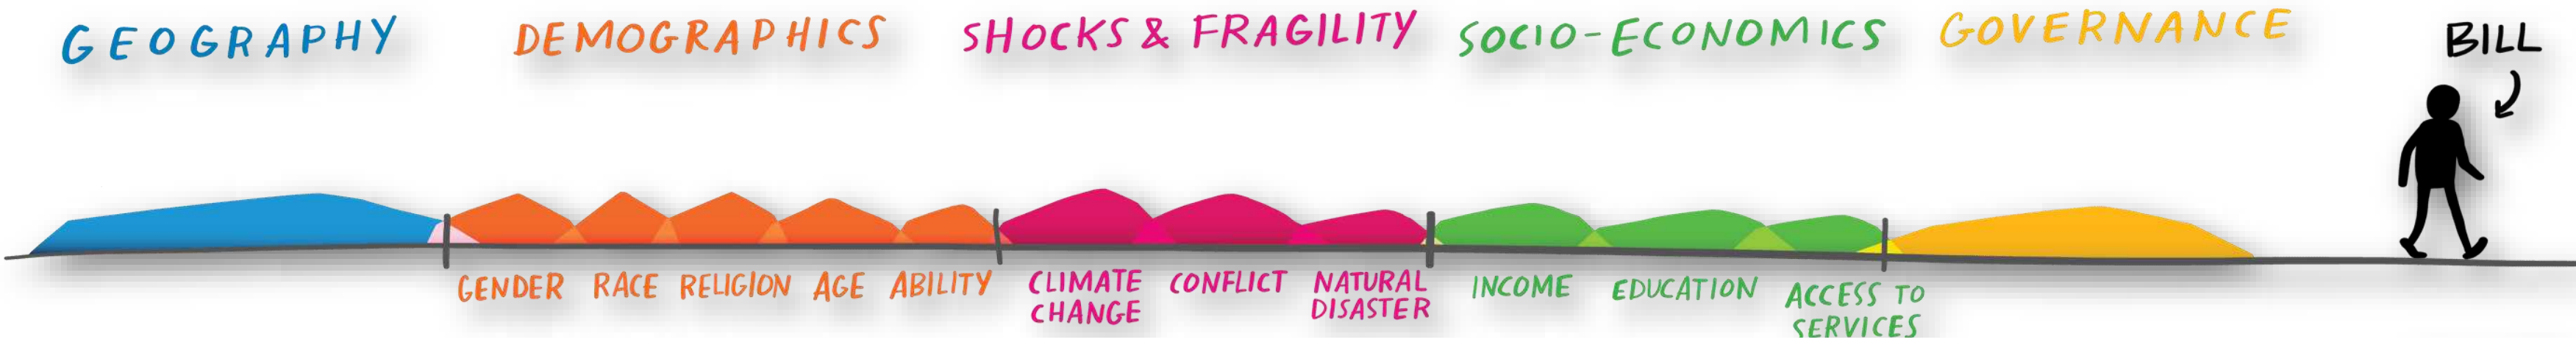 GEOGRAPHY
DEMOGRAPHICS
SHOCKS & FRAGILITY
SOCIO-ECONOMICS
GOVERNANCE
BILL
GENDER
RACE
RELIGION
AGE
ABILITY
CLIMATE
CHANGE
CONFLICT
NATURAL
DISASTER
INCOME
EDUCATION
ACCESS TO
SERVICES